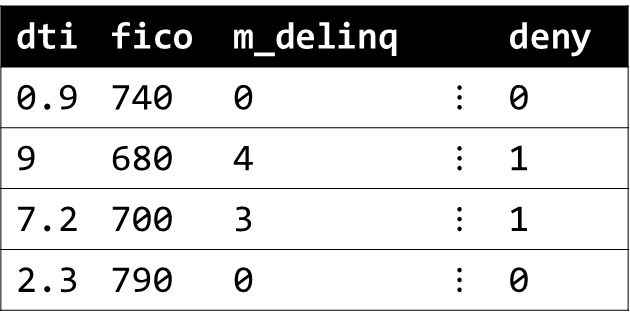 dti fico m_delinq deny
0.9 740 0 ⋮ 0
9 680 4 ⋮ 1
7.2 700 3 ⋮ 1
2.3 790 0 ⋮ 0